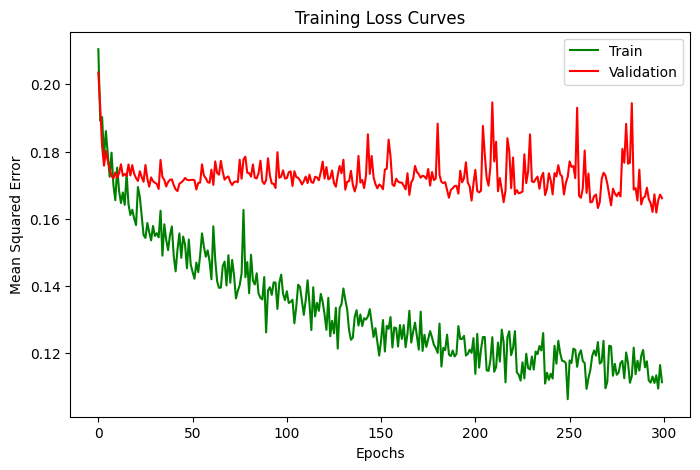 Training Loss Curves
Train
Validation
Mean Squared Error
0.20
0.18
0.16
0.14
0.12
0 50 100 150 200 250 300
Epochs